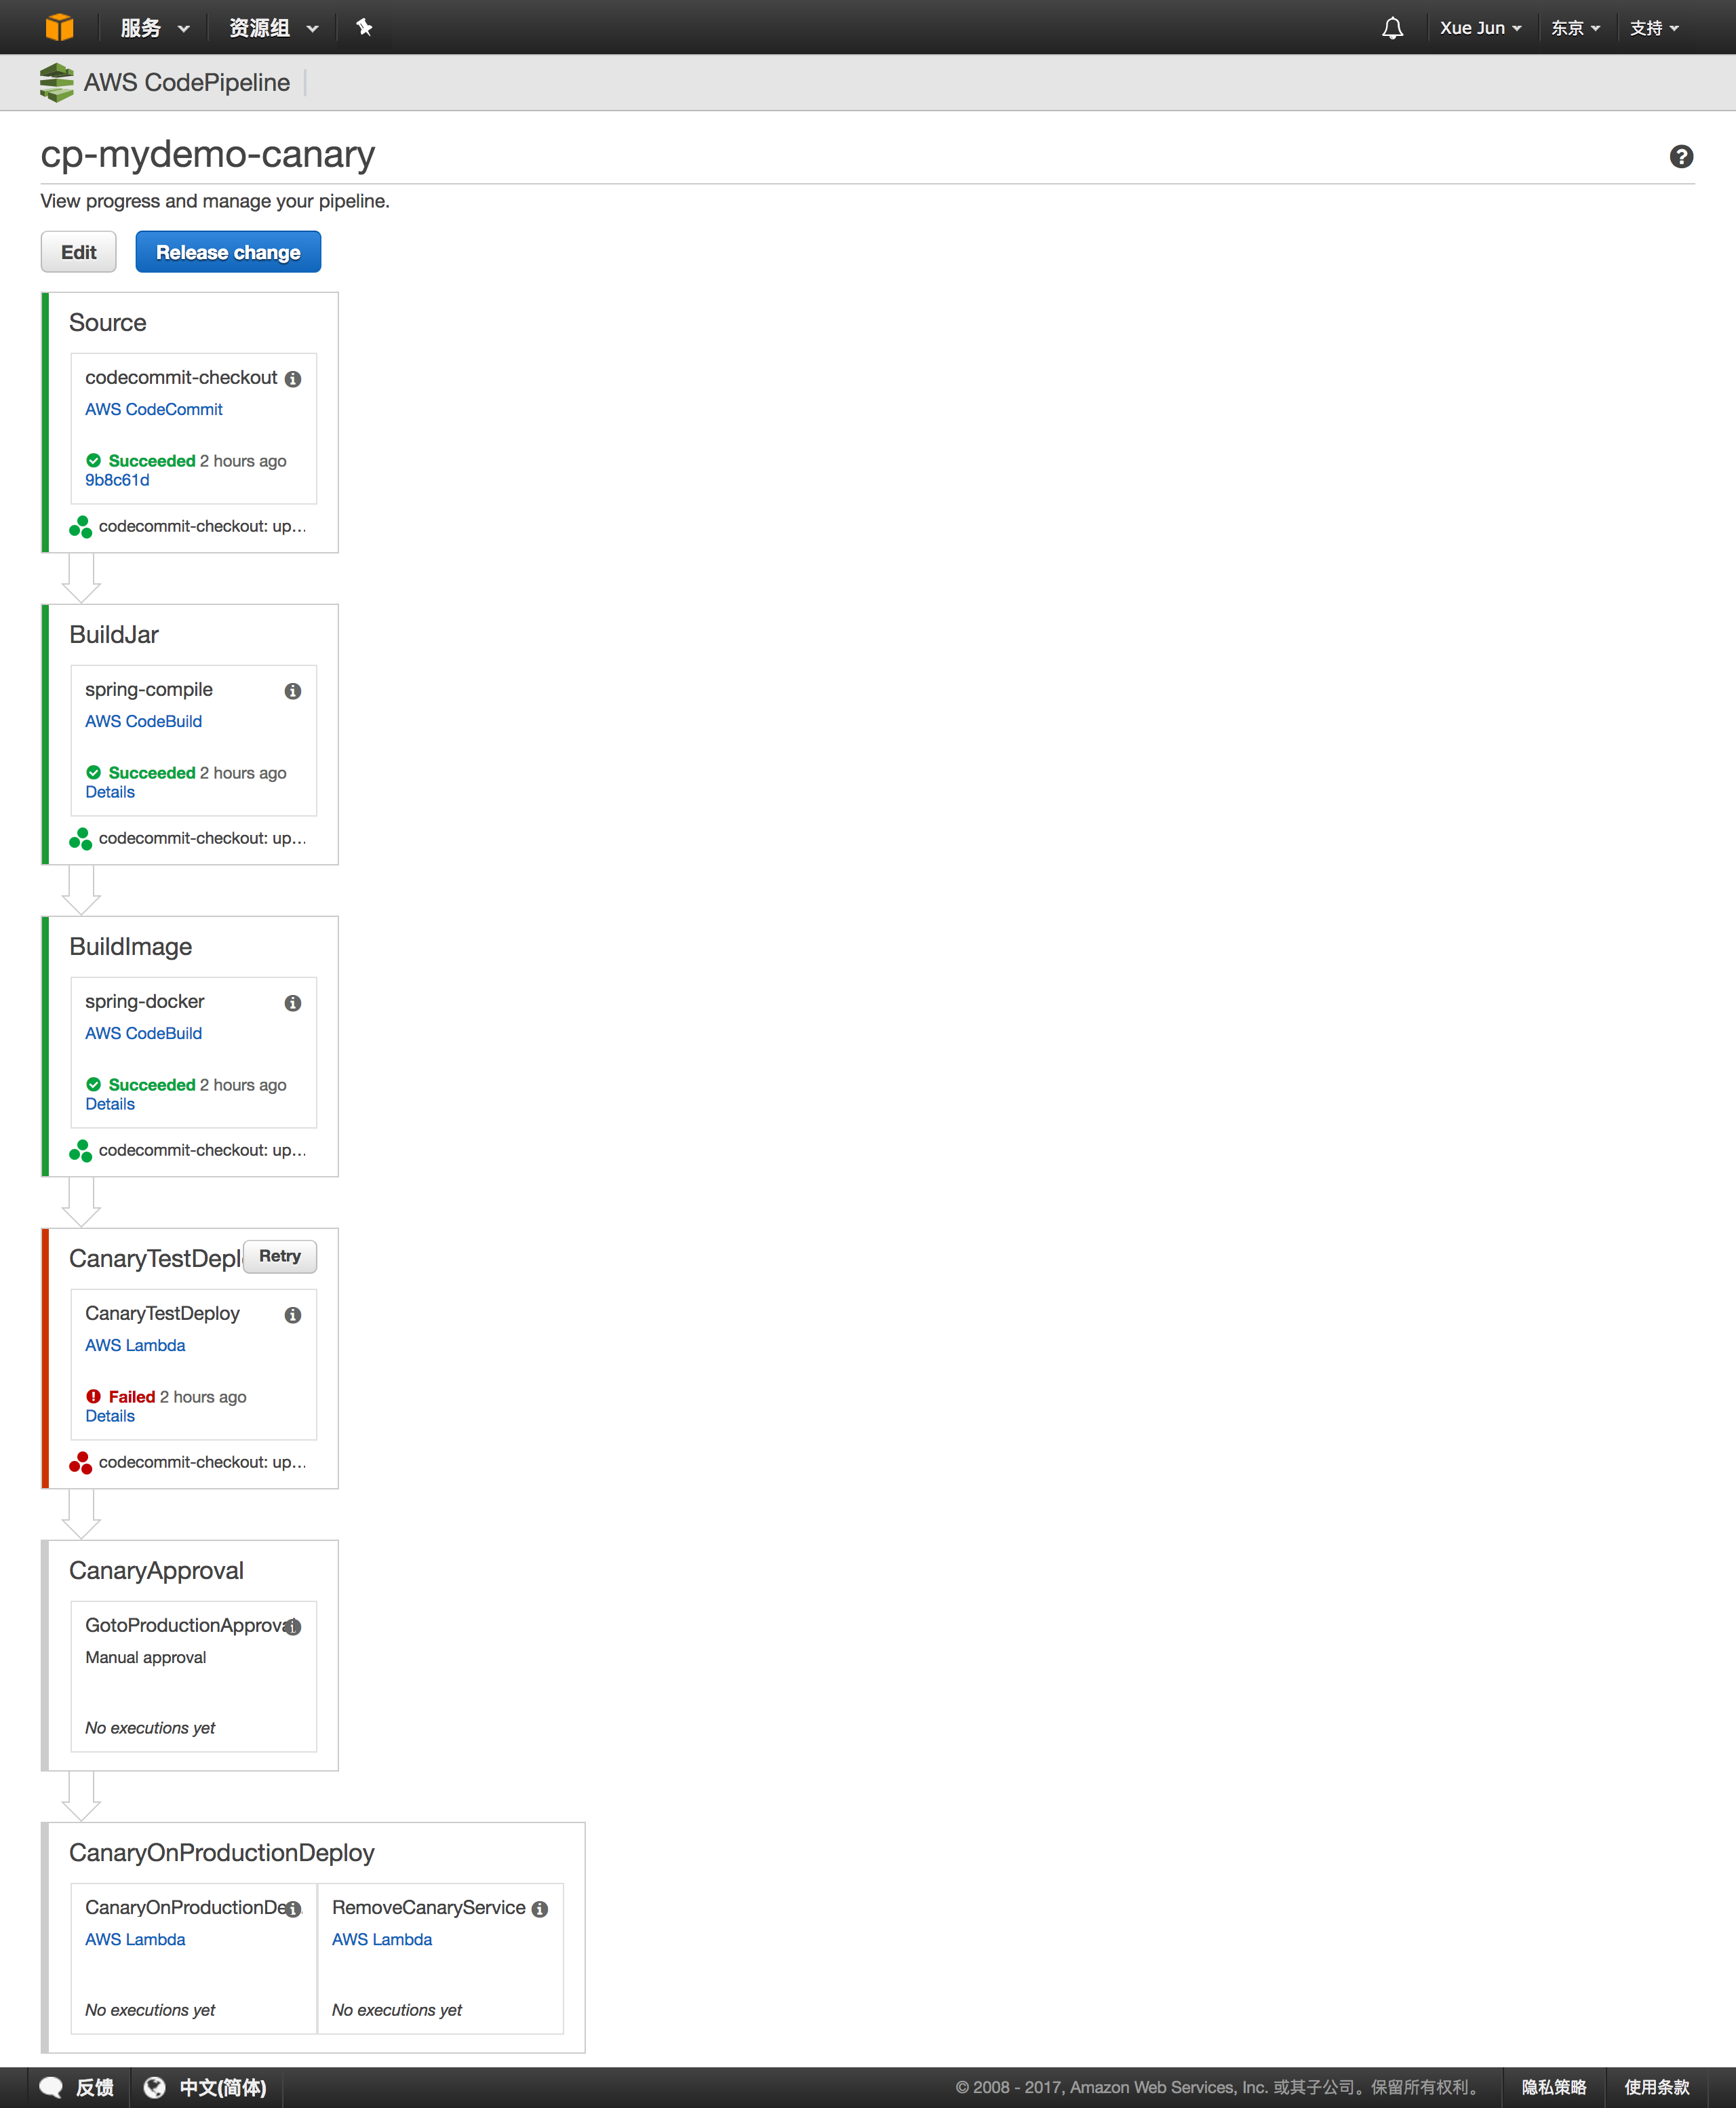 服务 资源组 Xue Jun 东京 支持
AWS CodePipeline
cp-mydemo-canary
View progress and manage your pipeline.
Edit Release change
Source
codecommit-checkout
AWS CodeCommit
Succeeded 2 hours ago
9b8c61d
codecommit-checkout: up...
BuildJar
spring-compile
AWS CodeBuild
Succeeded 2 hours ago
Details
codecommit-checkout: up...
BuildImage
spring-docker
AWS CodeBuild
Succeeded 2 hours ago
Details
codecommit-checkout: up...
CanaryTestDepl Retry
CanaryTestDeploy
AWS Lambda
Failed 2 hours ago
Details
codecommit-checkout: up...
CanaryApproval
GotoProductionApproval
Manual approval
No executions yet
CanaryOnProductionDeploy
CanaryOnProductionDe RemoveCanaryService
AWS Lambda AWS Lambda
No executions yet No executions yet
反馈 中文(简体) © 2008 - 2017, Amazon Web Services, Inc. 或其子公司。保留所有权利。 隐私策略 使用条款